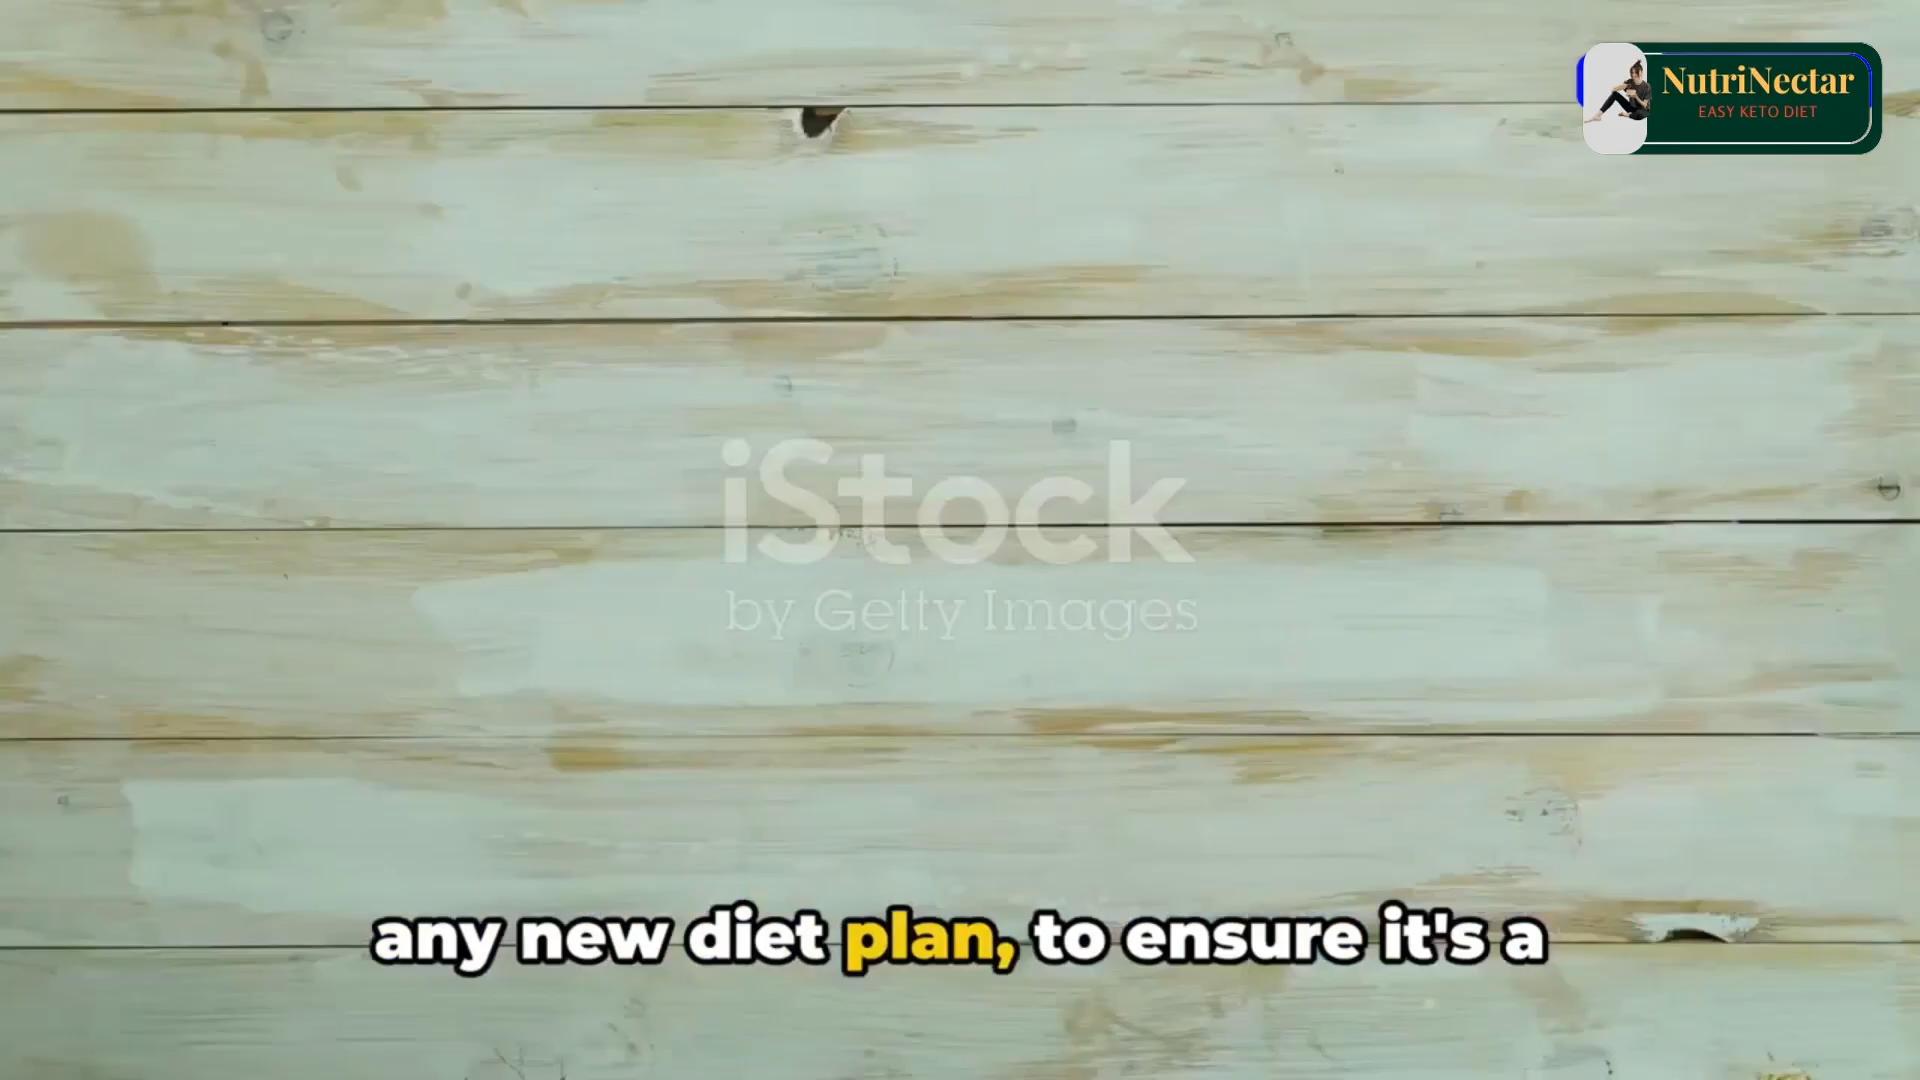 NutriNectar
EASY KETO DIET
iStock
by Getty Images
any new diet plan, to ensure it's a